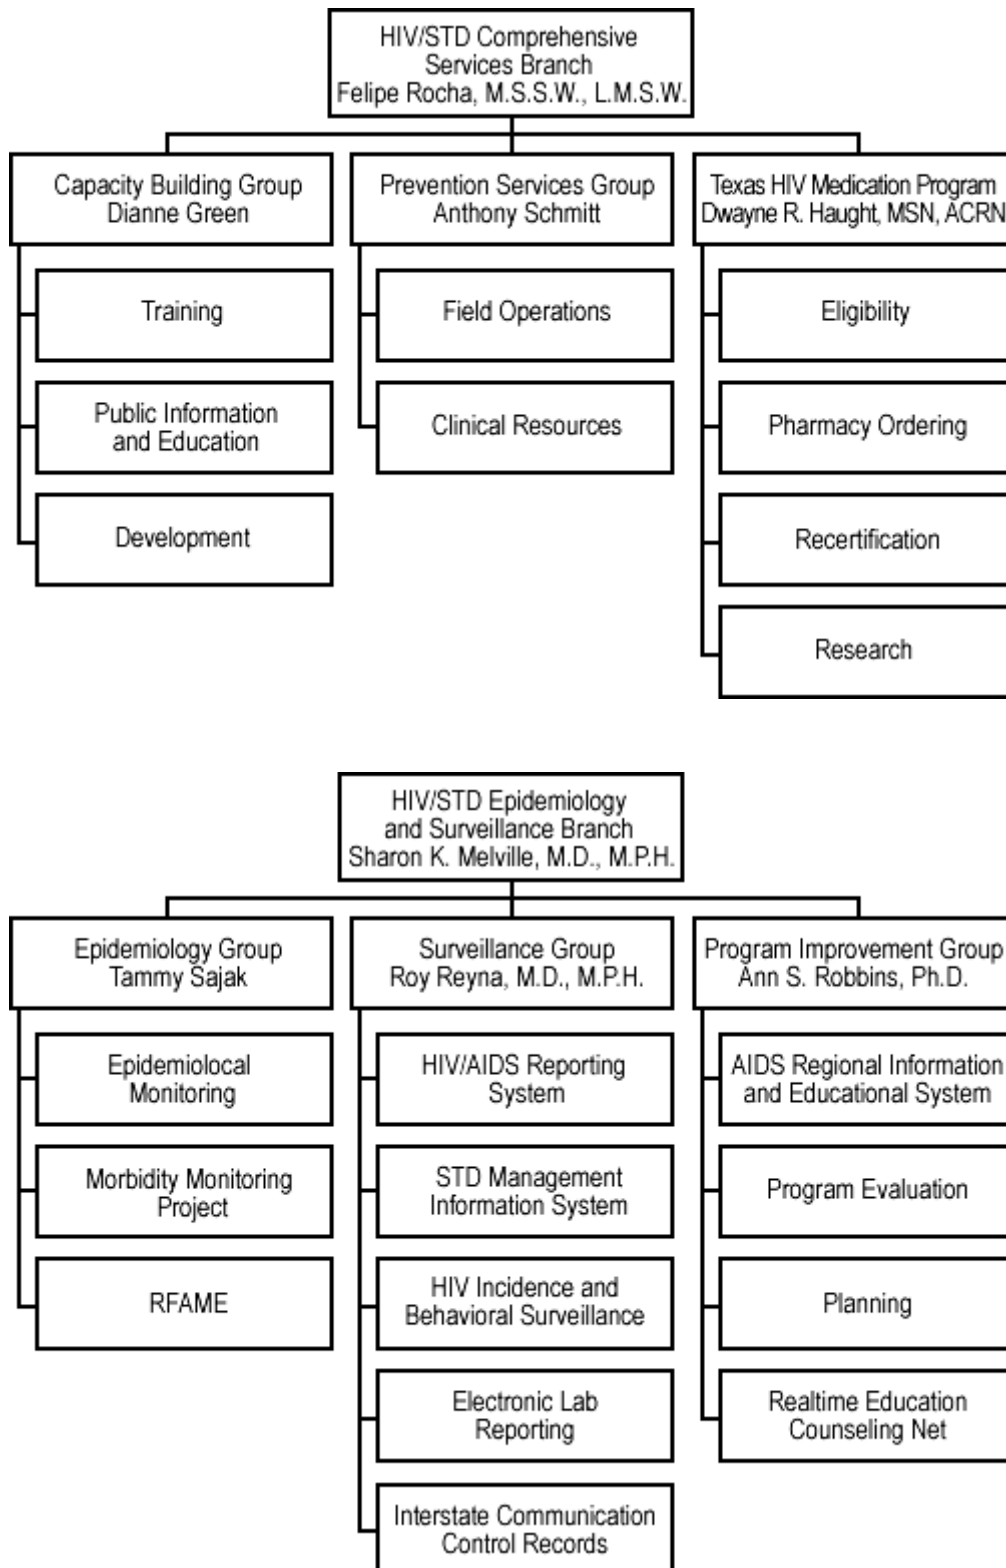 HIV/STD Comprehensive
Services Branch
Felipe Rocha, M.S.S.W., L.M.S.W.
Capacity Building Group
Dianne Green
Prevention Services Group
Anthony Schmitt
Texas HIV Medication Program
Dwayne R. Haught, MSN, ACRN
Training
Field Operations
Eligibility
Public Information
and Education
Clinical Resources
Pharmacy Ordering
Development
Recertification
Research
HIV/STD Epidemiology
and Surveillance Branch
Sharon K. Melville, M.D., M.P.H.
Epidemiology Group
Tammy Sajak
Surveillance Group
Roy Reyna, M.D., M.P.H.
Program Improvement Group
Ann S. Robbins, Ph.D.
Epidemiolocal
Monitoring
HIV/AIDS Reporting
System
AIDS Regional Information
and Educational System
Morbidity Monitoring
Project
STD Management
Information System
Program Evaluation
RFAME
HIV Incidence and
Behavioral Surveillance
Planning
Electronic Lab
Reporting
Realtime Education
Counseling Net
Interstate Communication
Control Records